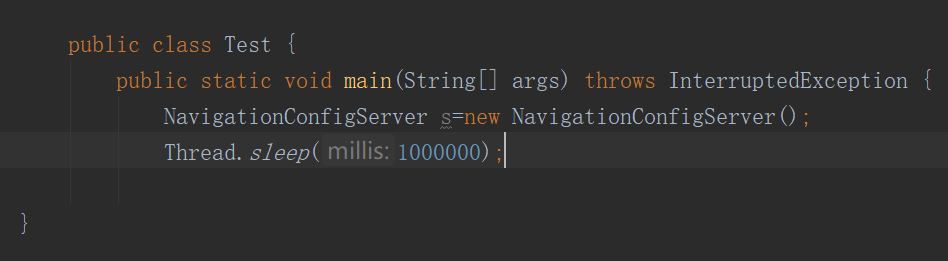 public class Test {
public static void main(String[] args) throws InterruptedException {
NavigationConfigServer s=new NavigationConfigServer();
Thread.sleep( millis: 1000000);
}